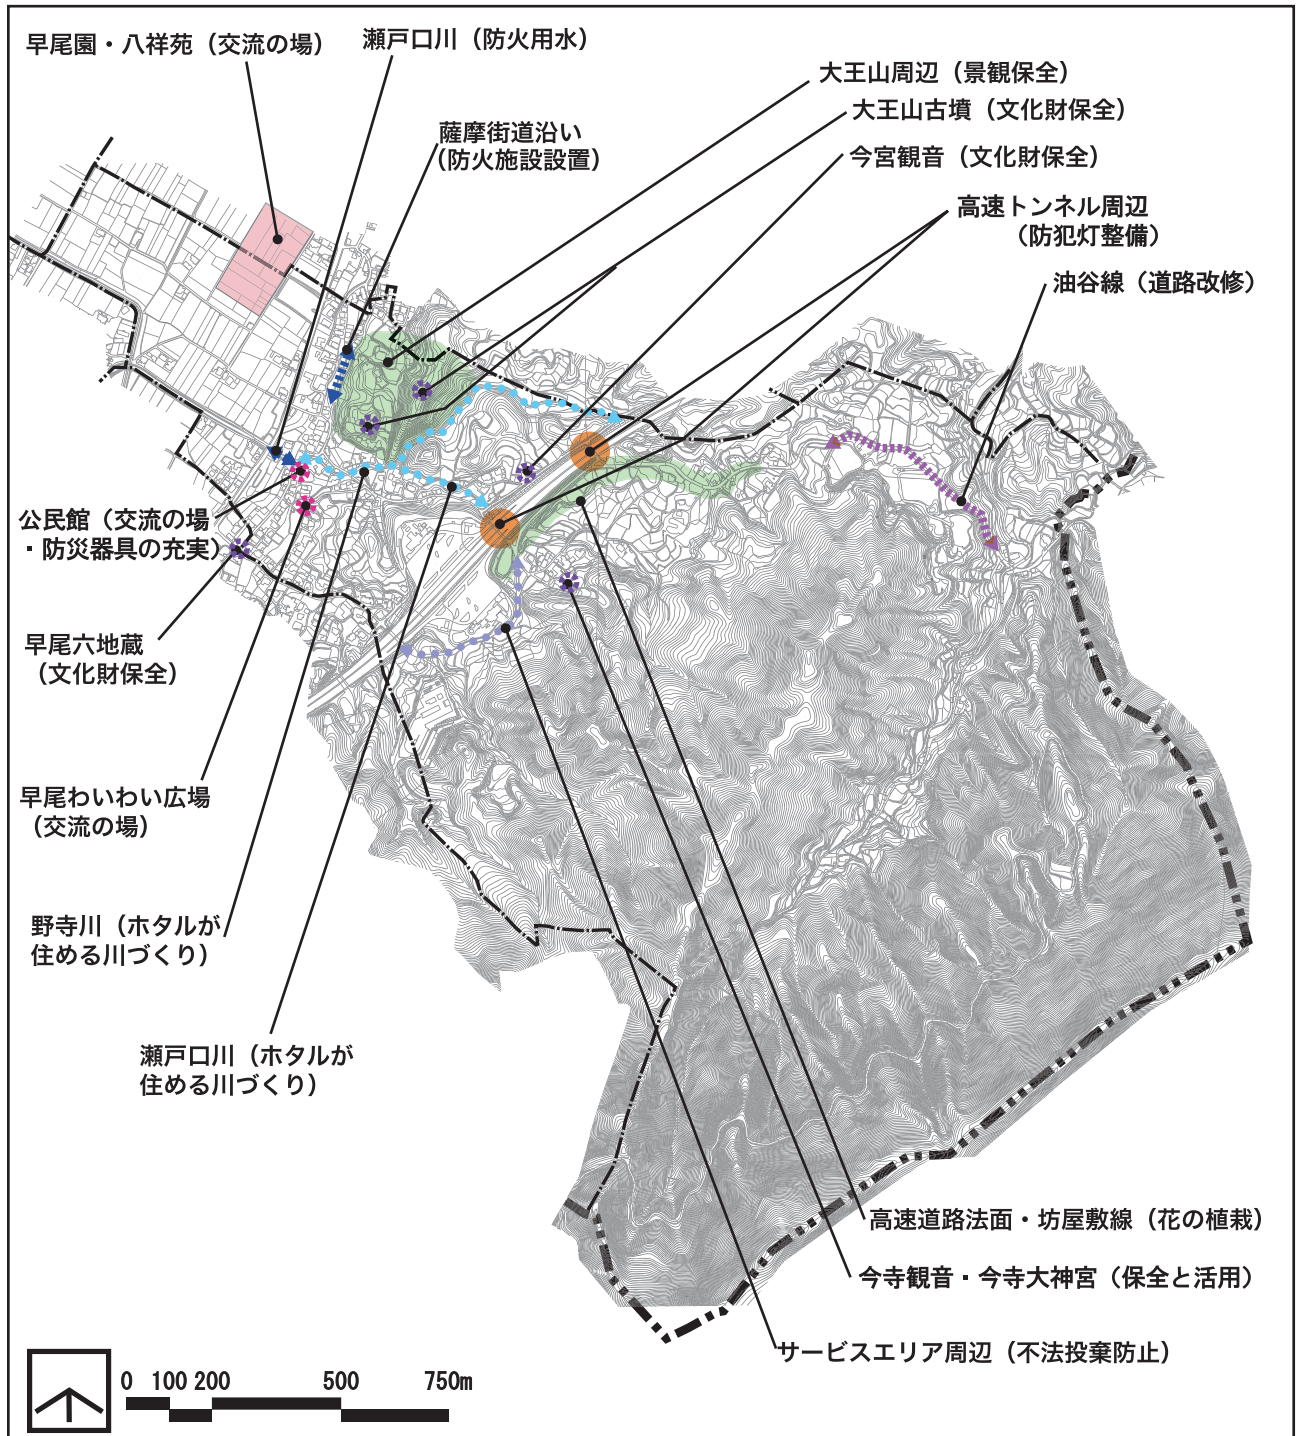 早尾園・八祥苑（交流の場）
瀬戸口川（防火用水）
大王山周辺（景観保全）
大王山古墳（文化財保全）
薩摩街道沿い
（防火施設設置）
今宮観音（文化財保全）
高速トンネル周辺
（防犯灯整備）
油谷線（道路改修）
公民館（交流の場
・防災器具の充実）
早尾六地蔵
（文化財保全）
早尾わいわい広場
（交流の場）
野寺川（ホタルが
住める川づくり）
瀬戸口川（ホタルが
住める川づくり）
高速道路法面・坊屋敷線（花の植栽）
今寺観音・今寺大神宮（保全と活用）
サービスエリア周辺（不法投棄防止）
0 100 200 500 750m